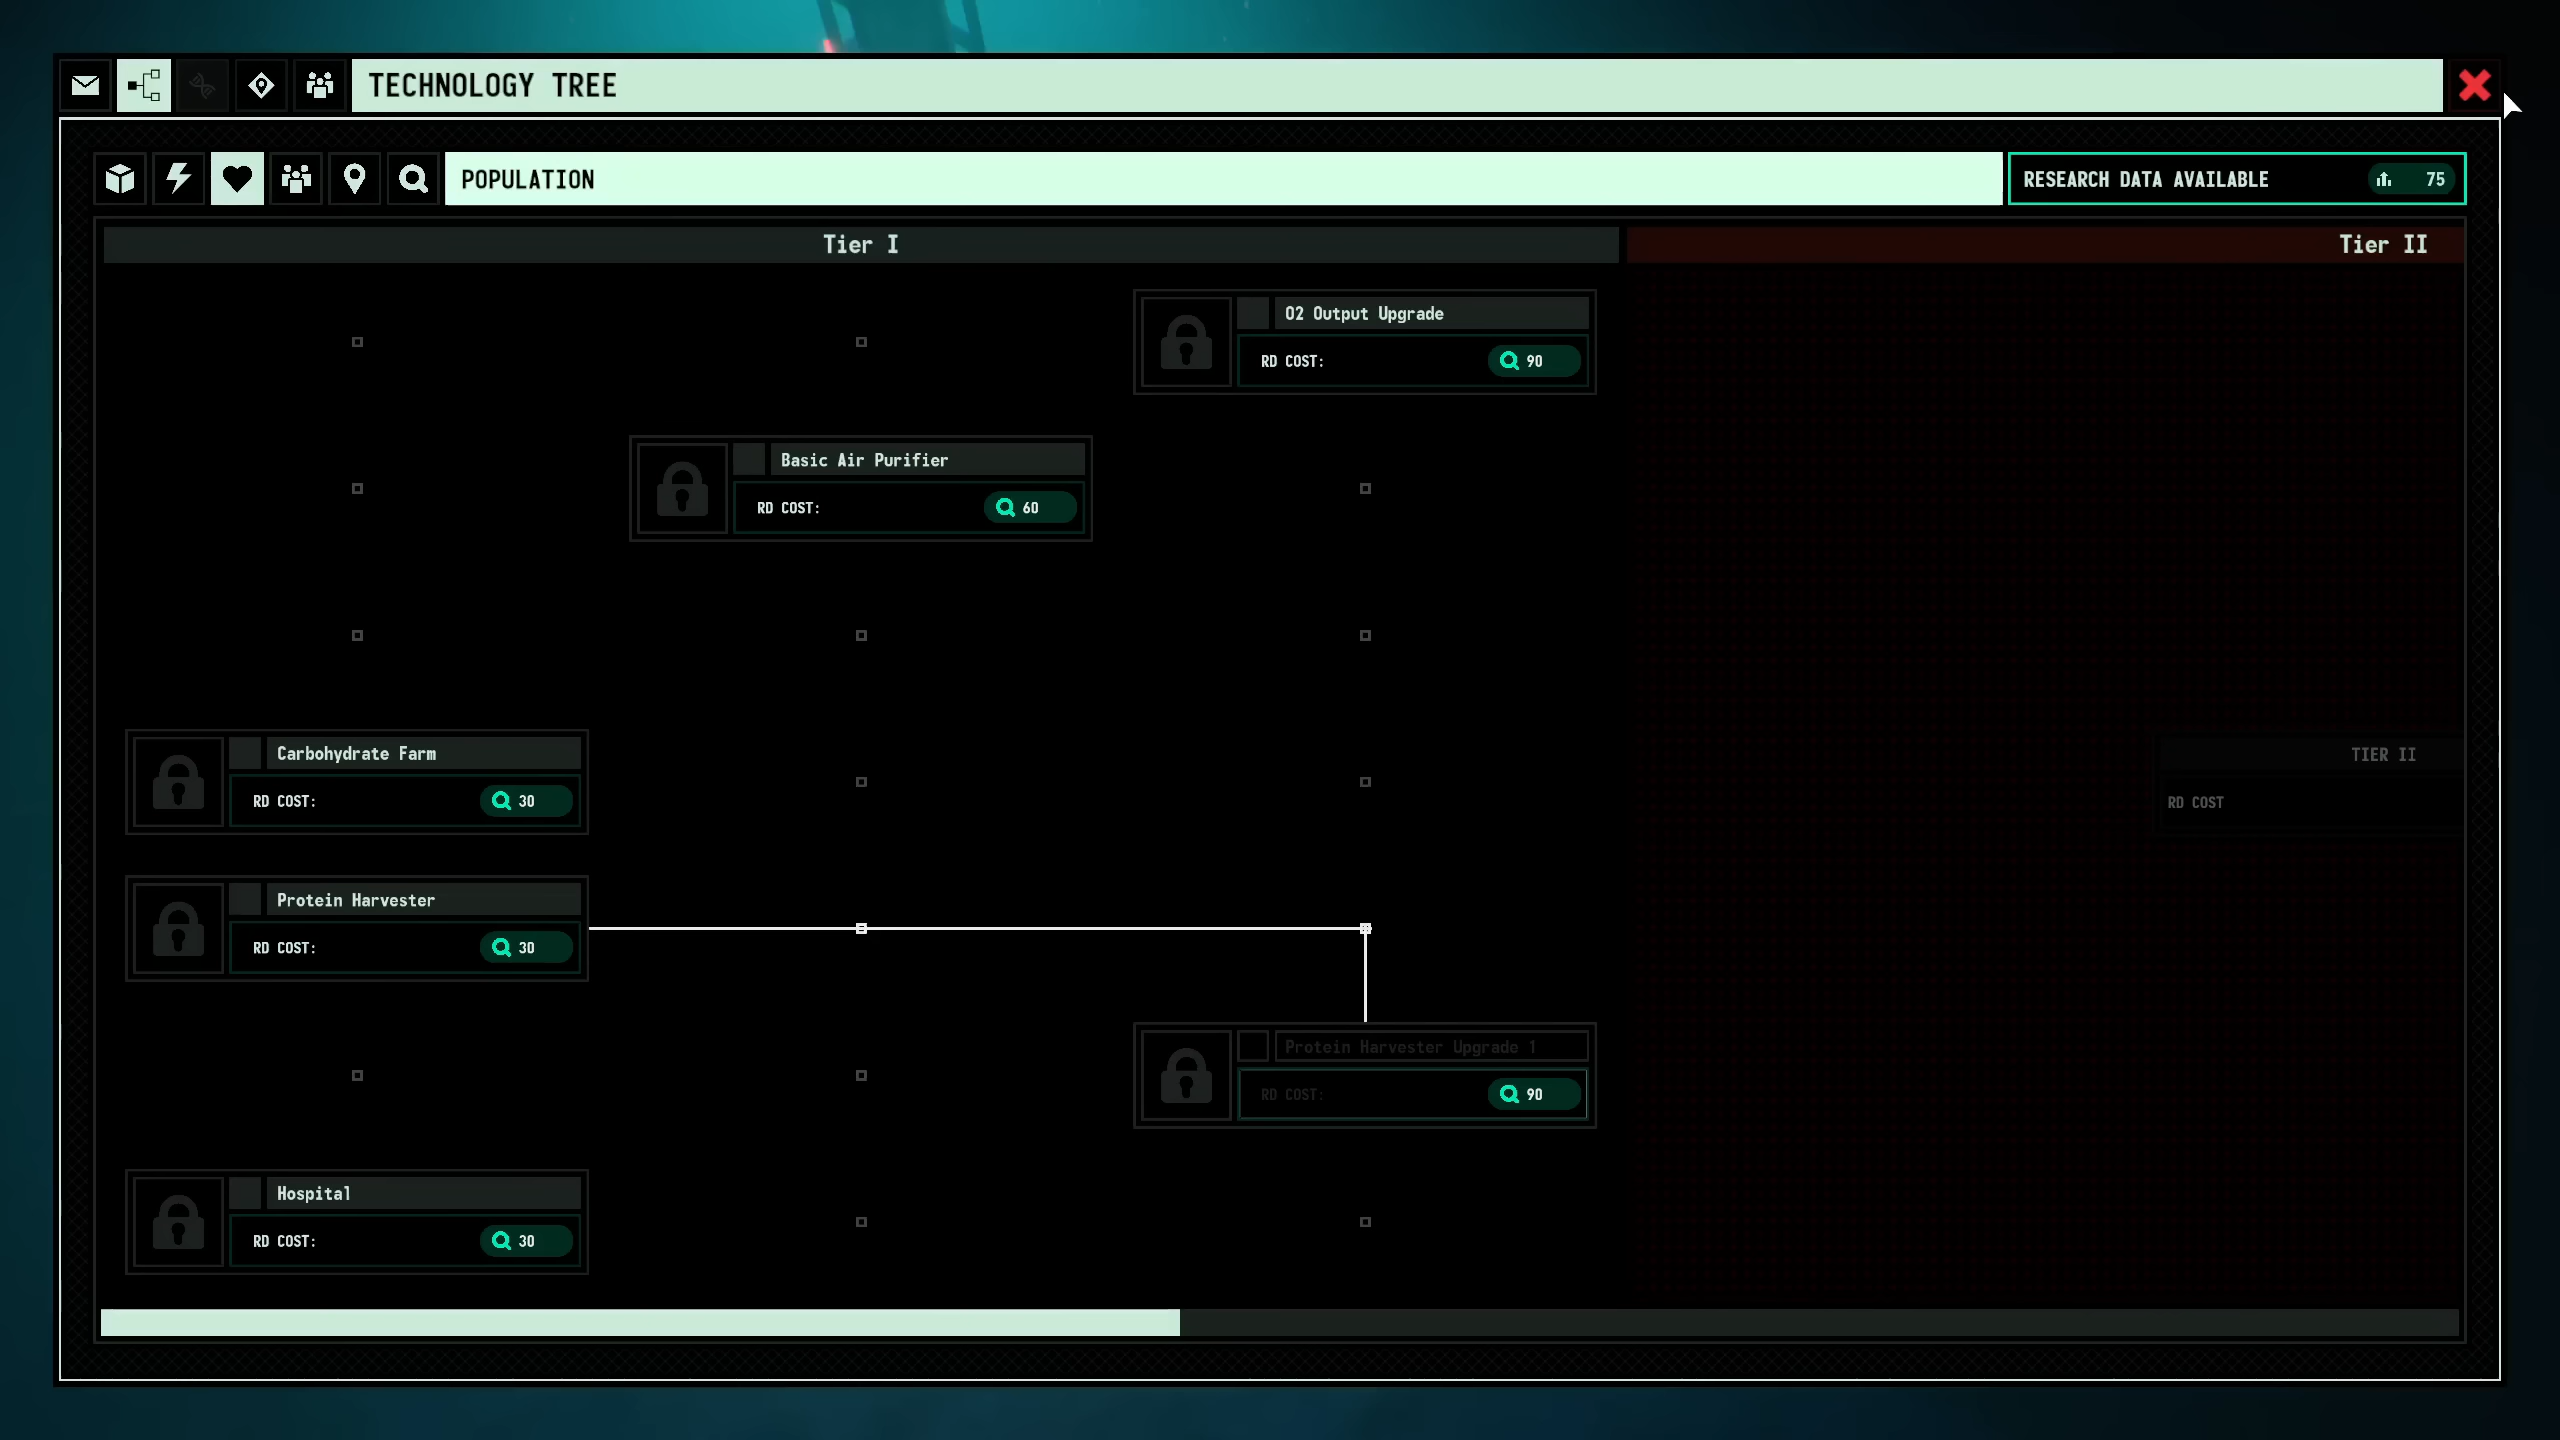 TECHNOLOGY TREE
POPULATION
RESEARCH DATA AVAILABLE 75
Tier I
Tier II
O2 Output Upgrade
RD COST: 90
Basic Air Purifier
RD COST: 60
Carbohydrate Farm
RD COST: 30
TIER II
RD COST
Protein Harvester
RD COST: 30
Protein Harvester Upgrade 1
RD COST: 90
Hospital
RD COST: 30